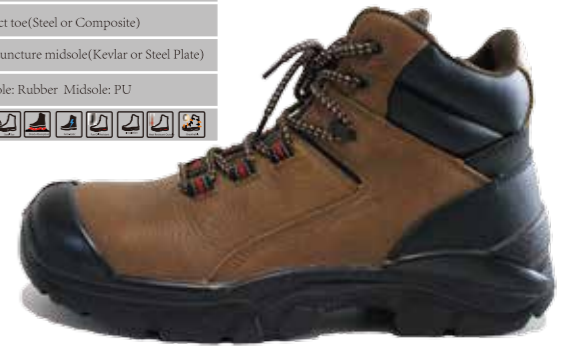 ct toe(Steel or Composite)
uncture midsole(Kevlar or Steel Plate)
ole: Rubber Midsole: PU